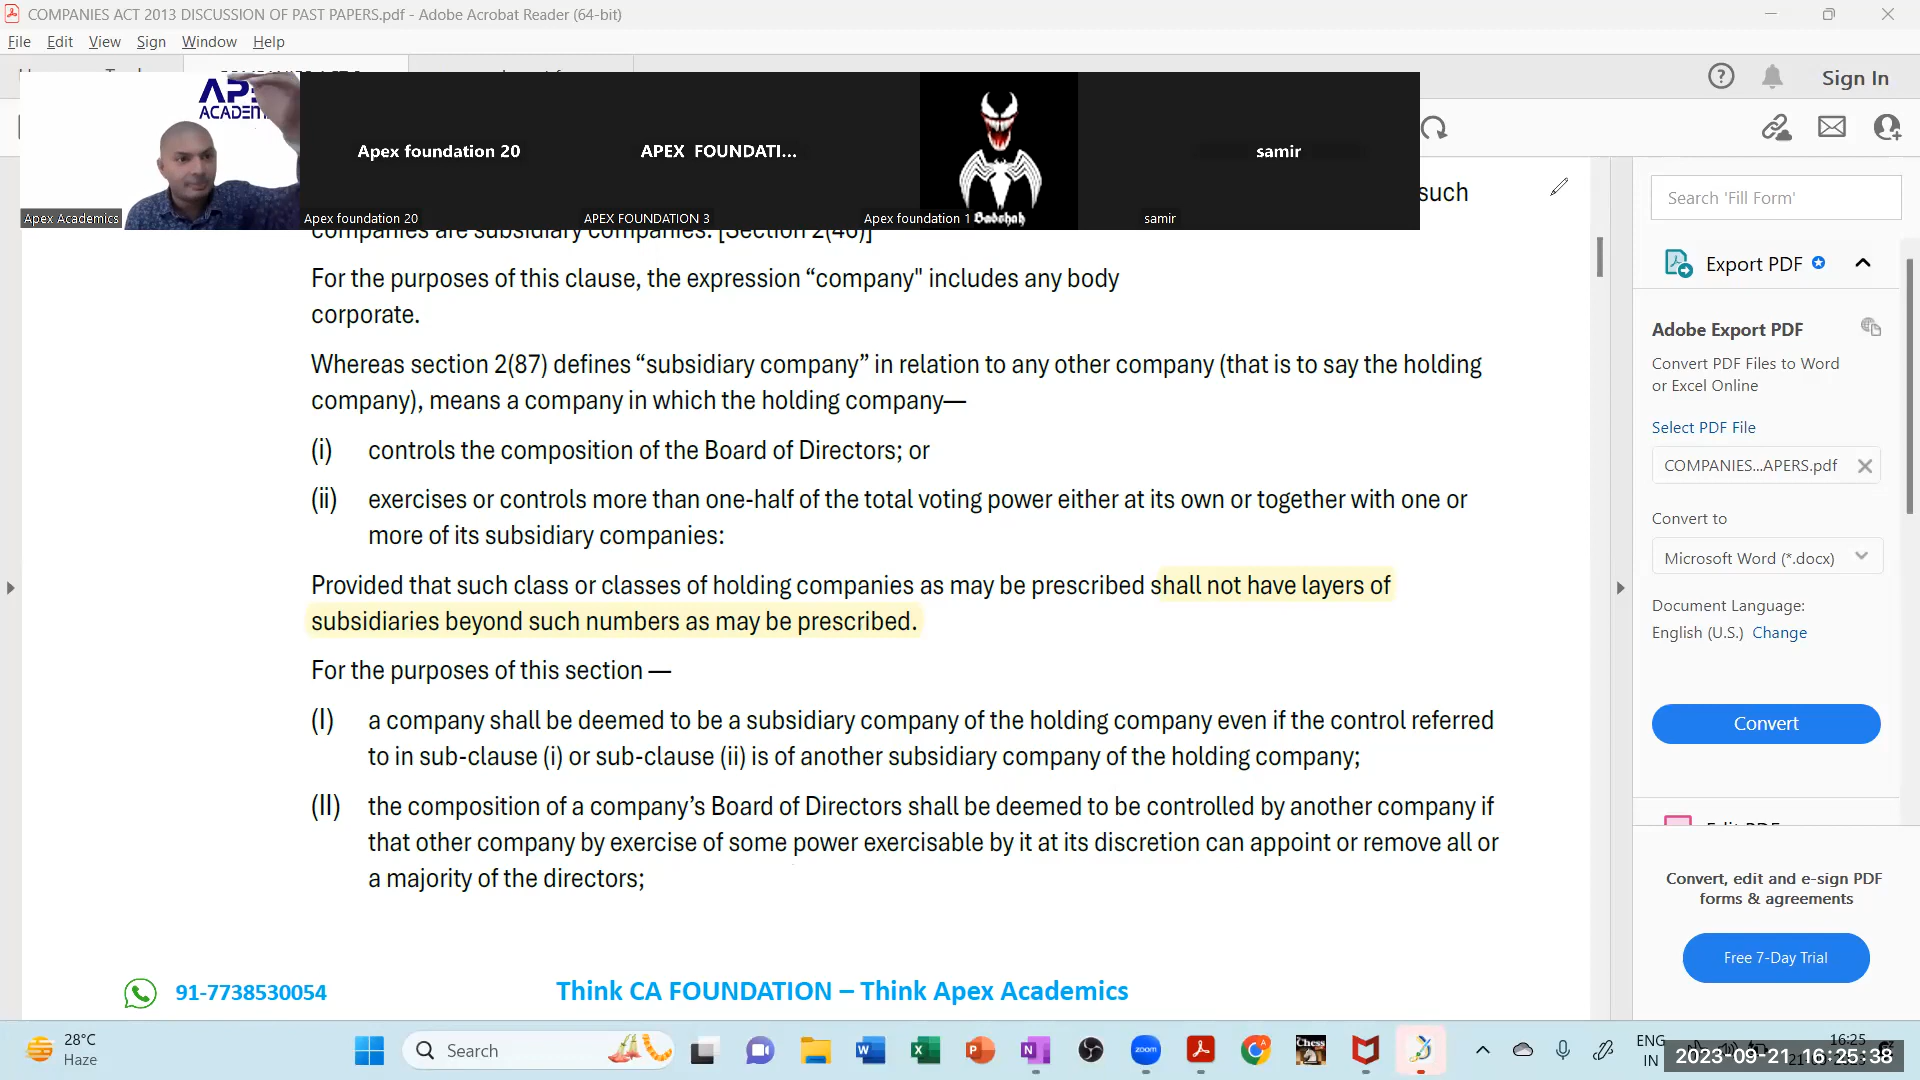 COMPANIES ACT 2013 DISCUSSION OF PAST PAPERS.pdf - Adobe Acrobat Reader (64-bit)
File Edit View Sign Window Help
Sign In
ACADEM
Apex foundation 20
APEX FOUNDATI...
samir
Apex Academics
Apex foundation 20
APEX FOUNDATION 3
Apex foundation 1
Badshah
samir
such
companies are subsidiary companies. [Section 2(46)]
For the purposes of this clause, the expression “company" includes any body
corporate.
Whereas section 2(87) defines “subsidiary company” in relation to any other company (that is to say the holding
company), means a company in which the holding company—
(i) controls the composition of the Board of Directors; or
(ii) exercises or controls more than one-half of the total voting power either at its own or together with one or
more of its subsidiary companies:
Provided that such class or classes of holding companies as may be prescribed shall not have layers of
subsidiaries beyond such numbers as may be prescribed.
For the purposes of this section —
(I) a company shall be deemed to be a subsidiary company of the holding company even if the control referred
to in sub-clause (i) or sub-clause (ii) is of another subsidiary company of the holding company;
(II) the composition of a company’s Board of Directors shall be deemed to be controlled by another company if
that other company by exercise of some power exercisable by it at its discretion can appoint or remove all or
a majority of the directors;
91-7738530054
Think CA FOUNDATION – Think Apex Academics
Search 'Fill Form'
Export PDF
Adobe Export PDF
Convert PDF Files to Word
or Excel Online
Select PDF File
COMPANIES...APERS.pdf
Convert to
Microsoft Word (*.docx)
Document Language:
English (U.S.) Change
Convert
Convert, edit and e-sign PDF
forms & agreements
Free 7-Day Trial
28°C
Haze
Search
zoom
Chess
ENG
IN
16:25
2023-09-21 16:25:38